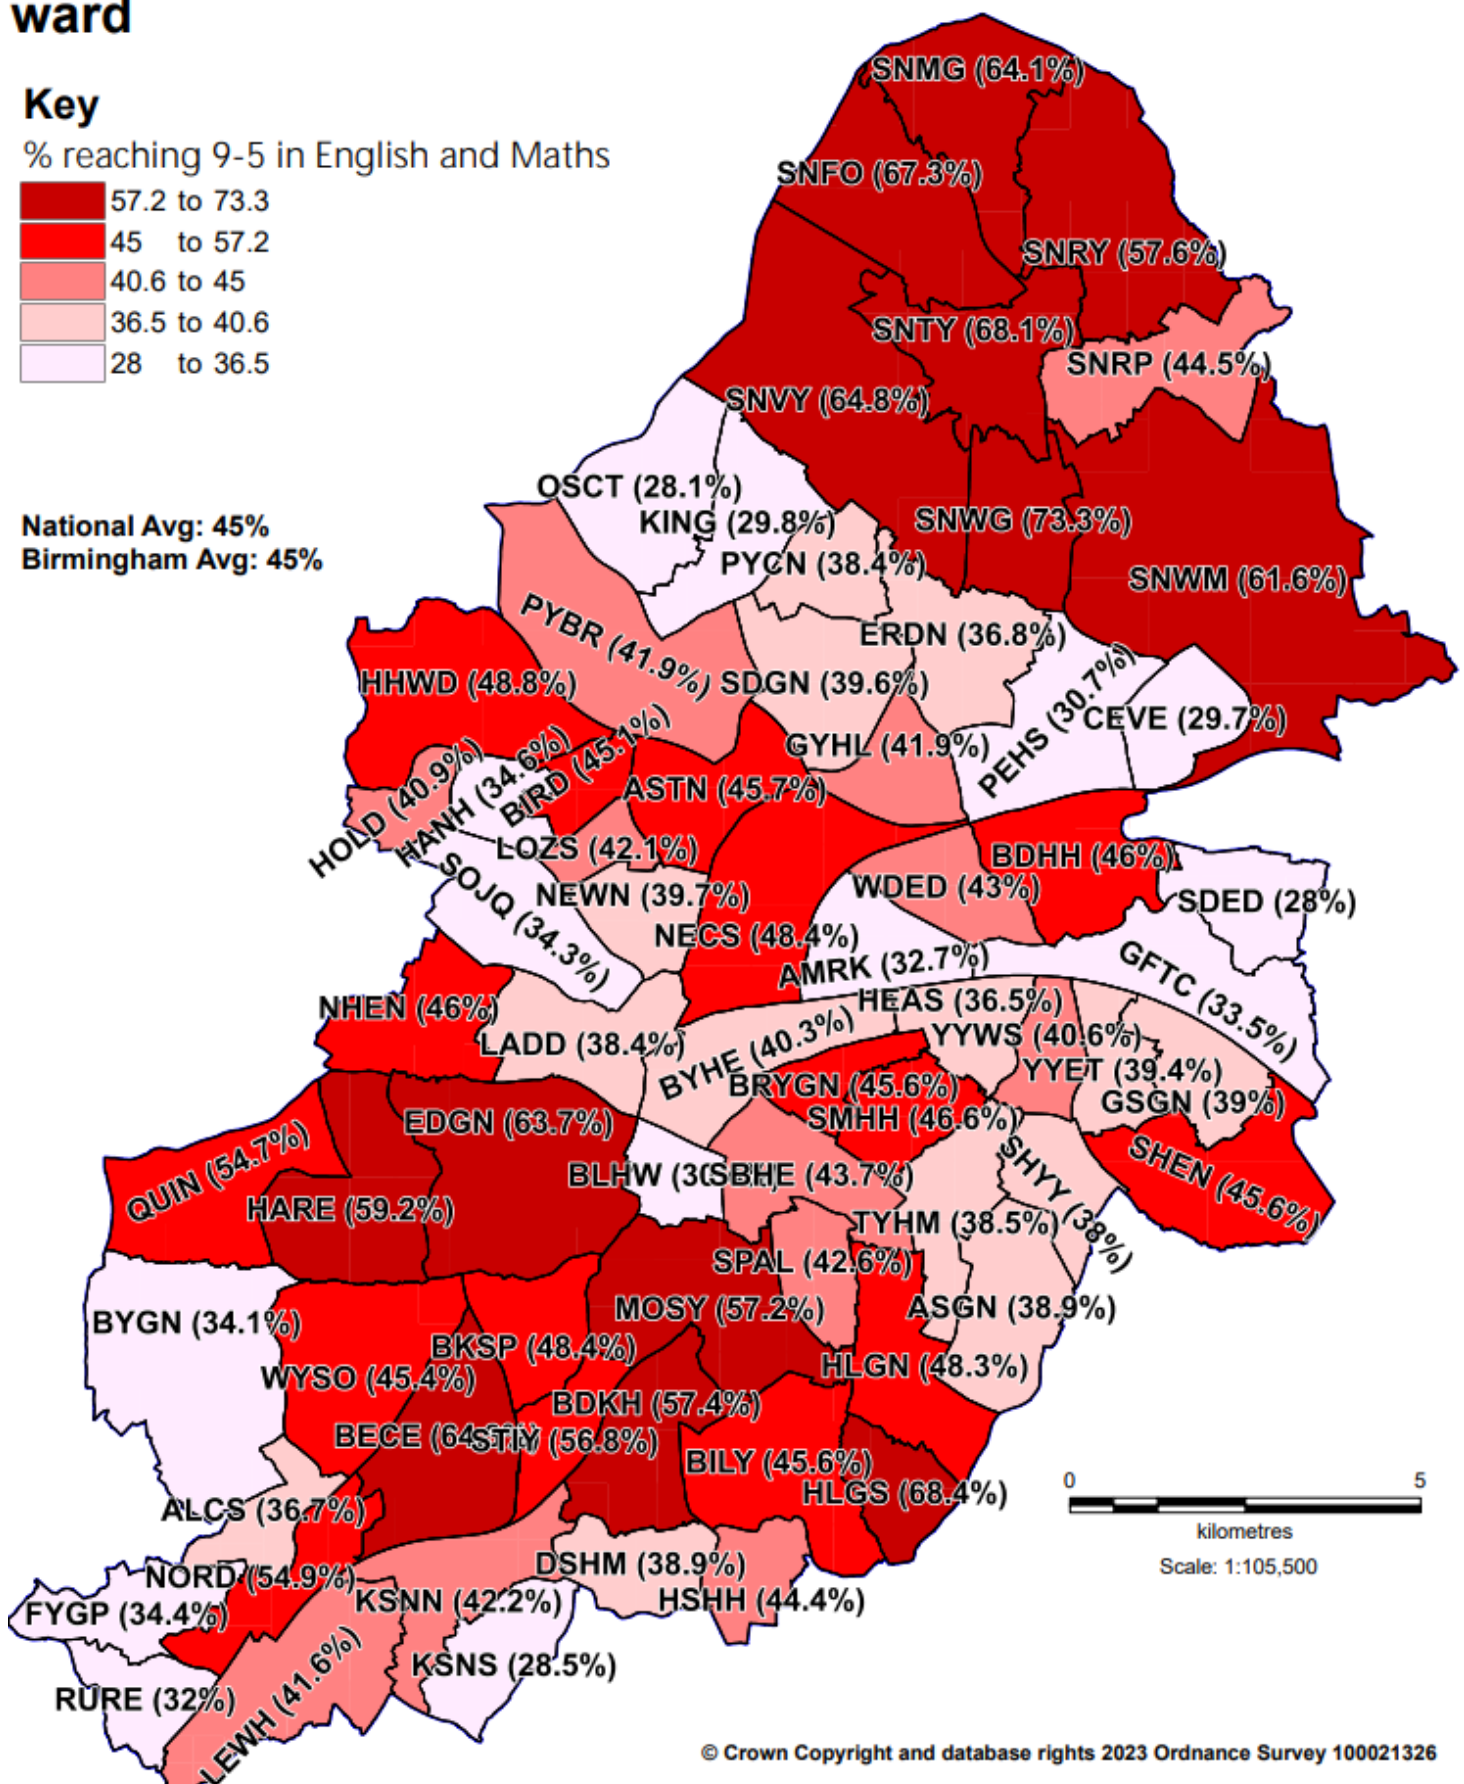 ward
Key
% reaching 9-5 in English and Maths
57.2 to 73.3
45 to 57.2
40.6 to 45
36.5 to 40.6
28 to 36.5
National Avg: 45%
Birmingham Avg: 45%
SNMG (64.1%)
SNFO (67.3%)
SNRY (57.6%)
SNTY (68.1%)
SNRP (44.5%)
SNVY (64.8%)
OSCT (28.1%)
KING (29.8%)
SNWG (73.3%)
PYCN (38.4%)
SNWM (61.6%)
PYBR (41.9%)
ERDN (36.8%)
HHWD (48.8%)
SDGN (39.6%)
PEHS (30.7%)
CEVE (29.7%)
GYHL (41.9%)
HOLD (40.9%)
HANH (34.6%)
BIRD (45.1%)
ASTN (45.7%)
LOZS (42.1%)
BDHH (46%)
WDED (43%)
SOJQ (34.3%)
NEWN (39.7%)
SDED (28%)
NECS (48.4%)
AMRK (32.7%)
GFTC (33.5%)
NHEN (46%)
HEAS (36.5%)
LADD (38.4%)
BYHE (40.3%)
YYWS (40.6%)
YYET (39.4%)
BRYGN (45.6%)
GSGN (39%)
SMHH (46.6%)
EDGN (63.7%)
QUIN (54.7%)
SHYY (38%)
SHEN (45.6%)
BLHW (30
SBHE (43.7%)
HARE (59.2%)
TYHM (38.5%)
SPAL (42.6%)
MOSY (57.2%)
ASGN (38.9%)
BYGN (34.1%)
BKSP (48.4%)
WYSO (45.4%)
HLGN (48.3%)
BDKH (57.4%)
BECE (64
STIY (56.8%)
BILY (45.6%)
HLGS (68.4%)
ALCS (36.7%)
NORD (54.9%)
DSHM (38.9%)
FYGP (34.4%)
KSNN (42.2%)
HSHH (44.4%)
KSNS (28.5%)
RURE (32%)
LEWH (41.6%)
0 5
kilometres
Scale: 1:105,500
© Crown Copyright and database rights 2023 Ordnance Survey 100021326